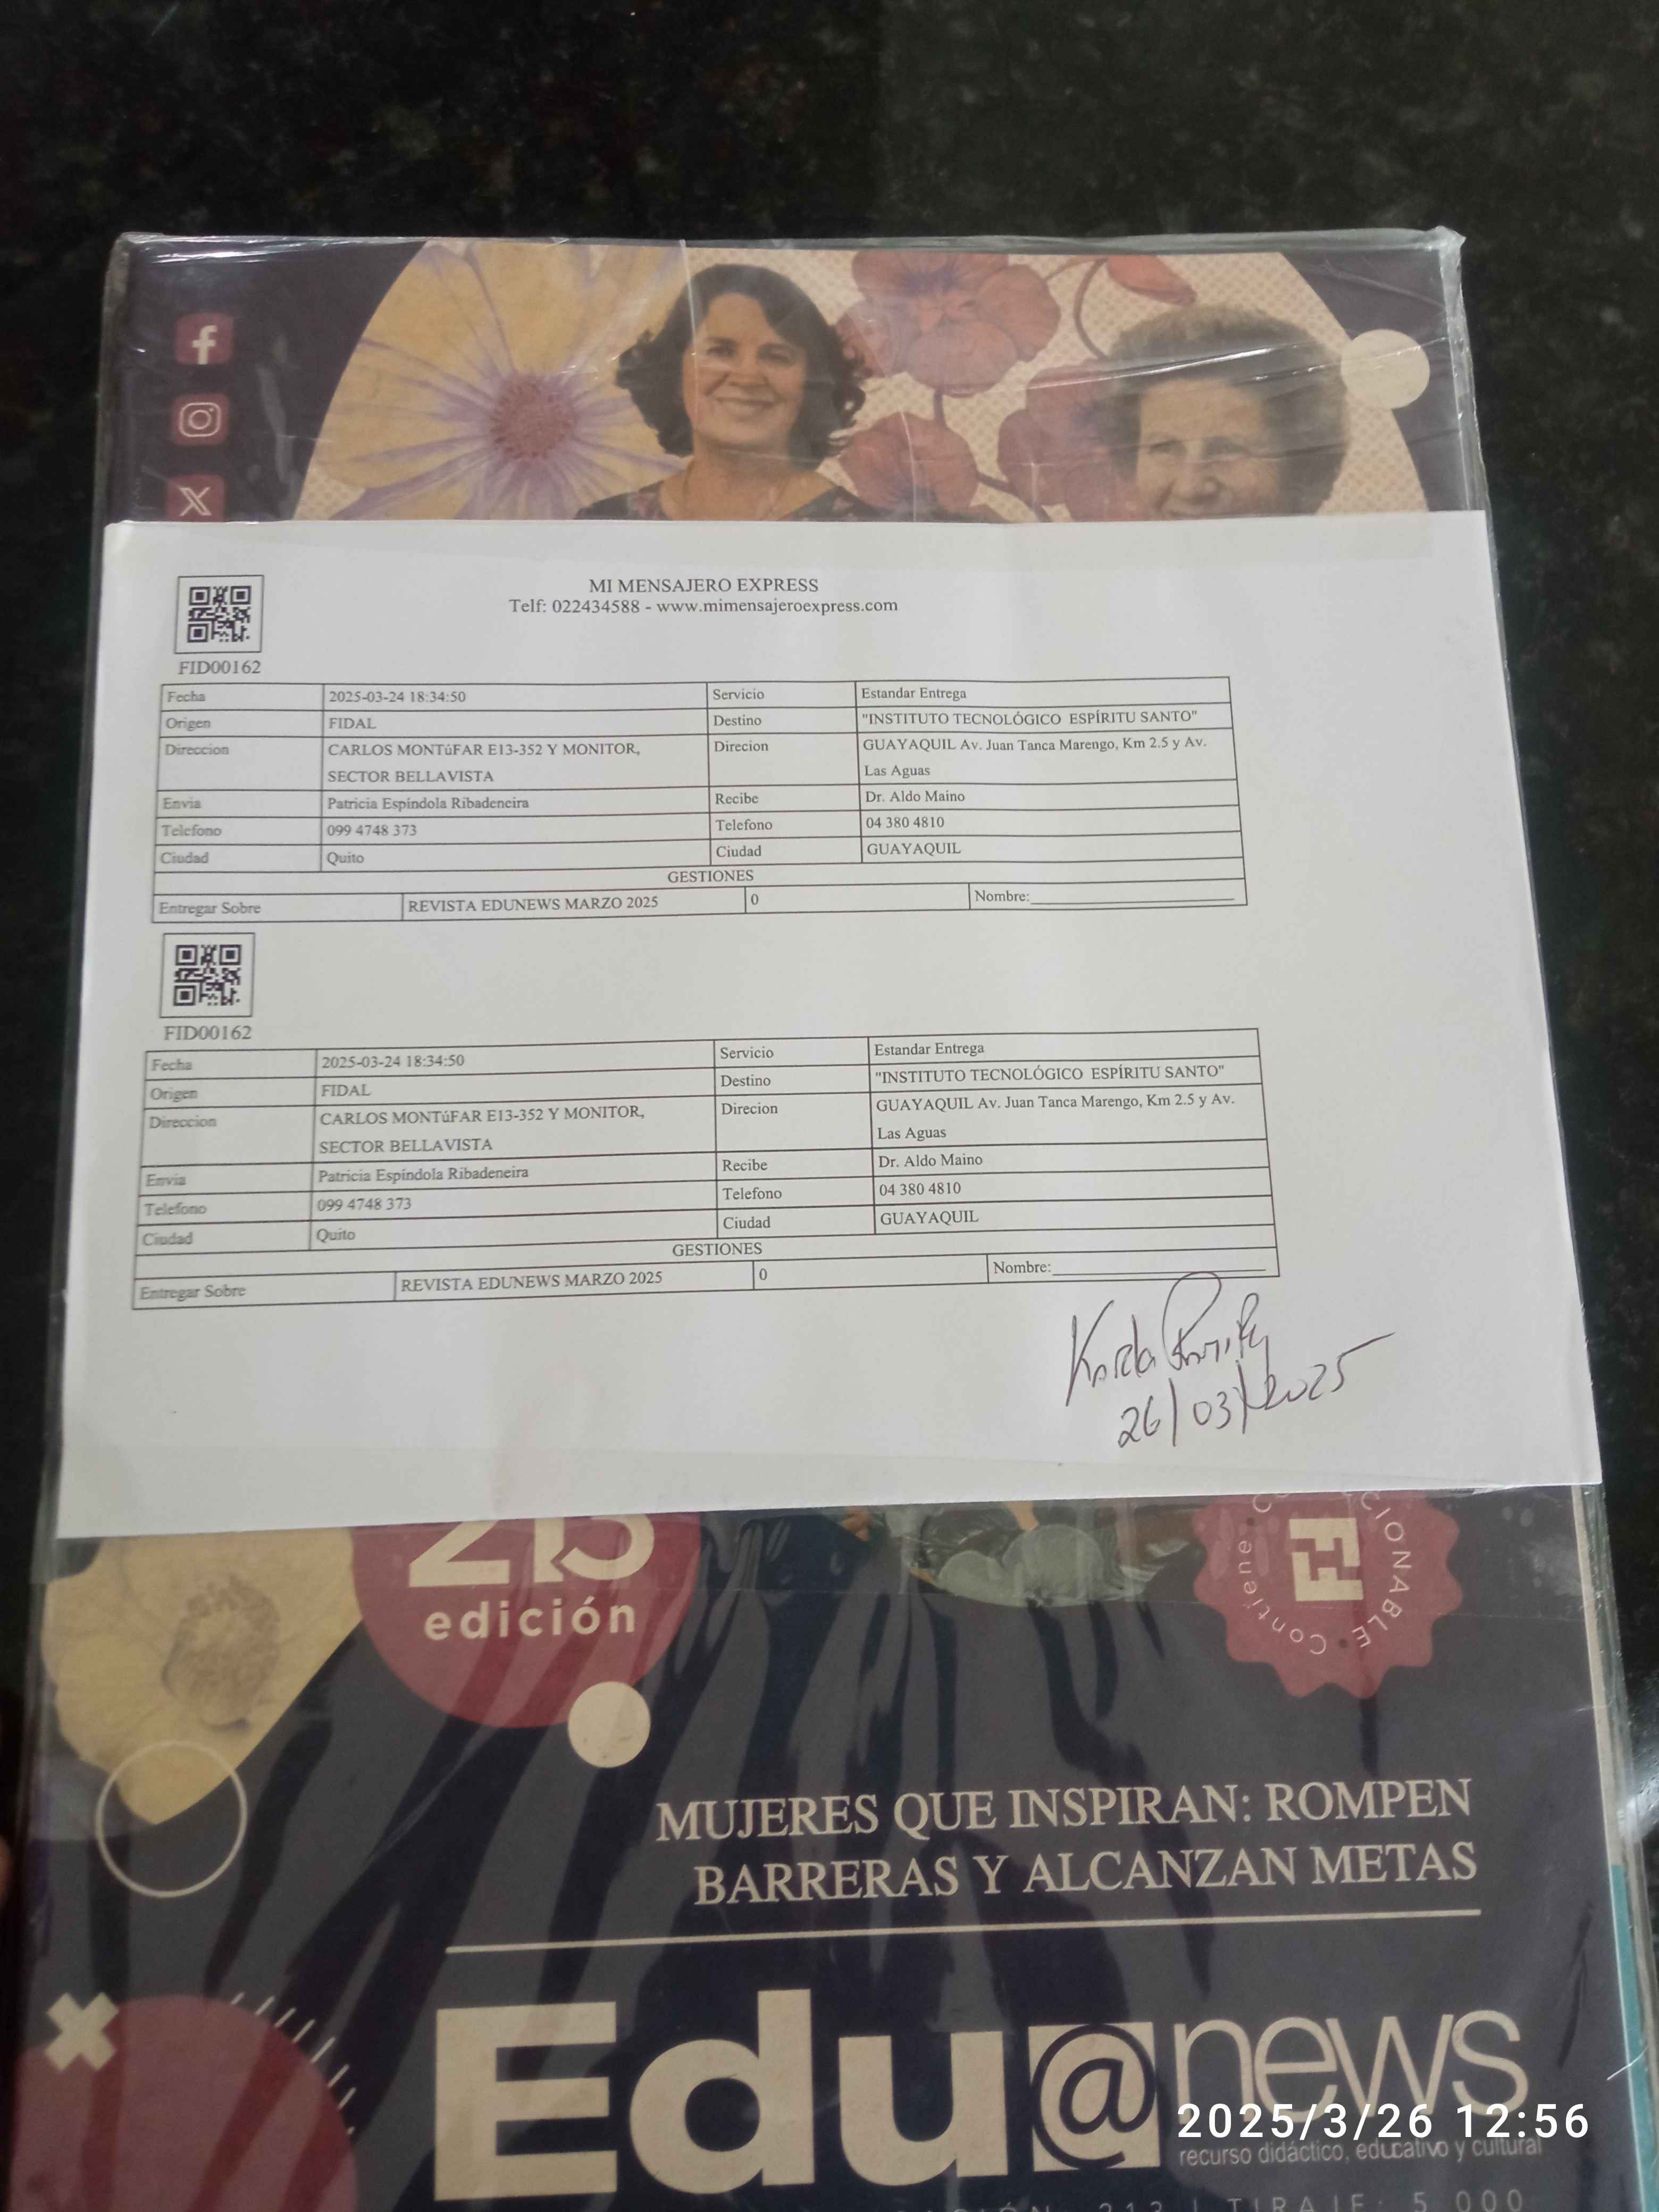 MI MENSAJERO EXPRESS
Telf: 022434588 - www.mimensajeroexpress.com
FID00162
Fecha 2025-03-24 18:34:50 Servicio Estandar Entrega
Origen FIDAL Destino "INSTITUTO TECNOLÓGICO ESPÍRITU SANTO"
Direccion CARLOS MONTúFAR E13-352 Y MONITOR, Direcion GUAYAQUIL Av. Juan Tanca Marengo, Km 2.5 y Av.
SECTOR BELLAVISTA Las Aguas
Envia Patricia Espíndola Ribadeneira Recibe Dr. Aldo Maino
Telefono 099 4748 373 Telefono 04 380 4810
Ciudad Quito Ciudad GUAYAQUIL
GESTIONES
Entregar Sobre REVISTA EDUNEWS MARZO 2025 0 Nombre:
FID00162
Fecha 2025-03-24 18:34:50 Servicio Estandar Entrega
Origen FIDAL Destino "INSTITUTO TECNOLÓGICO ESPÍRITU SANTO"
Direccion CARLOS MONTúFAR E13-352 Y MONITOR, Direcion GUAYAQUIL Av. Juan Tanca Marengo, Km 2.5 y Av.
SECTOR BELLAVISTA Las Aguas
Envia Patricia Espíndola Ribadeneira Recibe Dr. Aldo Maino
Telefono 099 4748 373 Telefono 04 380 4810
Ciudad Quito Ciudad GUAYAQUIL
GESTIONES
Entregar Sobre REVISTA EDUNEWS MARZO 2025 0 Nombre:
26/03/2025
213
edición
Contiene CIONABLE
MUJERES QUE INSPIRAN: ROMPEN
BARRERAS Y ALCANZAN METAS
Edu@news
2025/3/26 12:56
recurso didáctico, educativo y cultural
213 | TIRAJE: 5.000